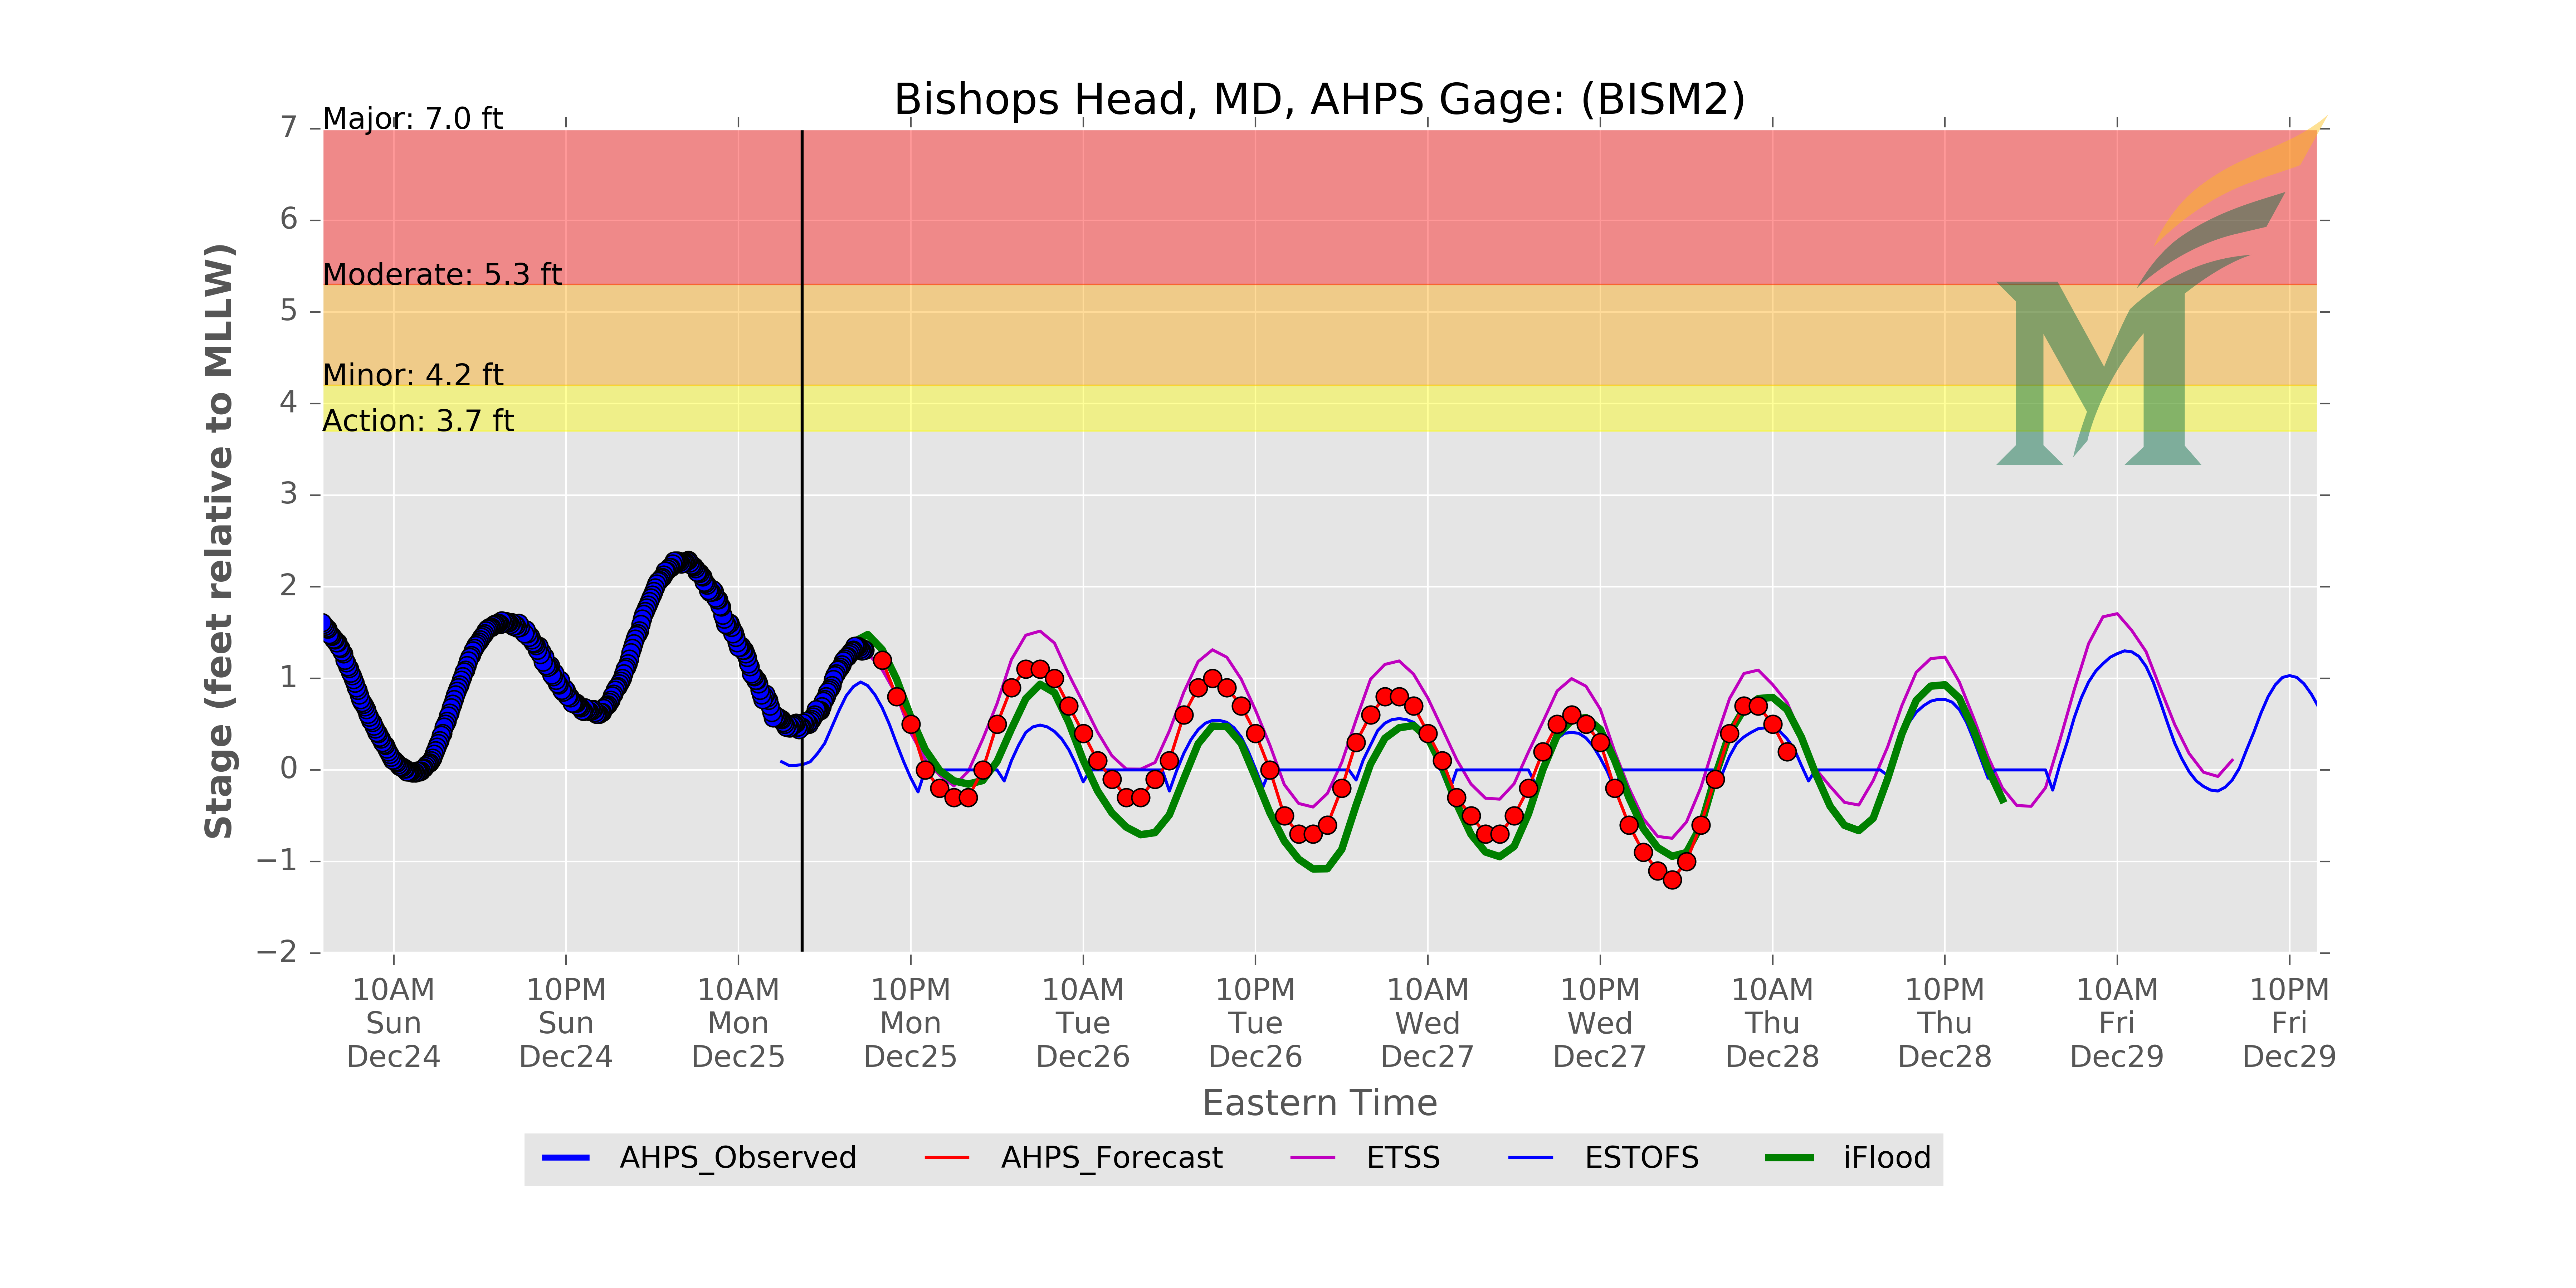 Bishops Head, MD, AHPS Gage: (BISM2)
Major: 7.0 ft
Moderate: 5.3 ft
Minor: 4.2 ft
Action: 3.7 ft
Stage (feet relative to MLLW)
7
6
5
4
3
2
1
0
−1
−2
10AM 10PM 10AM 10PM 10AM 10PM 10AM 10PM 10AM 10PM 10AM 10PM
Sun Sun Mon Mon Tue Tue Wed Wed Thu Thu Fri Fri
Dec24 Dec24 Dec25 Dec25 Dec26 Dec26 Dec27 Dec27 Dec28 Dec28 Dec29 Dec29
Eastern Time
AHPS_Observed AHPS_Forecast ETSS ESTOFS iFlood
M